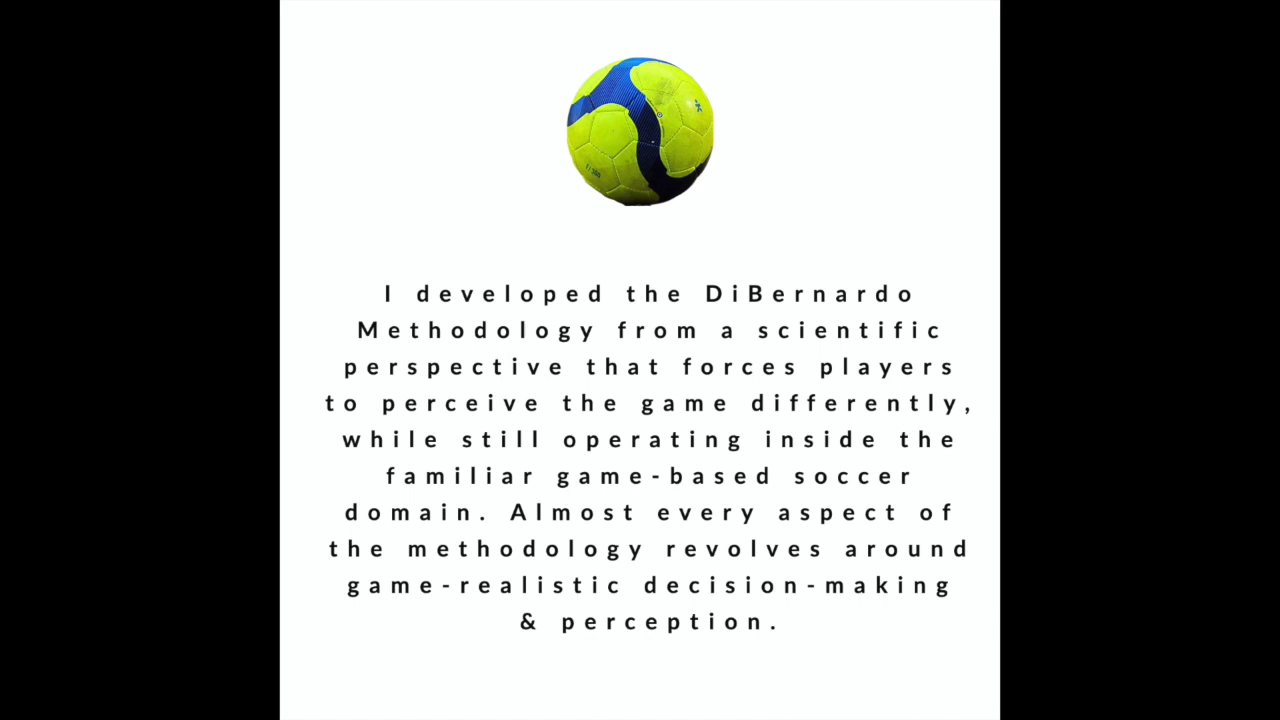 I developed the DiBernardo
Methodology from a scientific
perspective that forces players
to perceive the game differently,
while still operating inside the
familiar game-based soccer
domain. Almost every aspect of
the methodology revolves around
game-realistic decision-making
& perception.